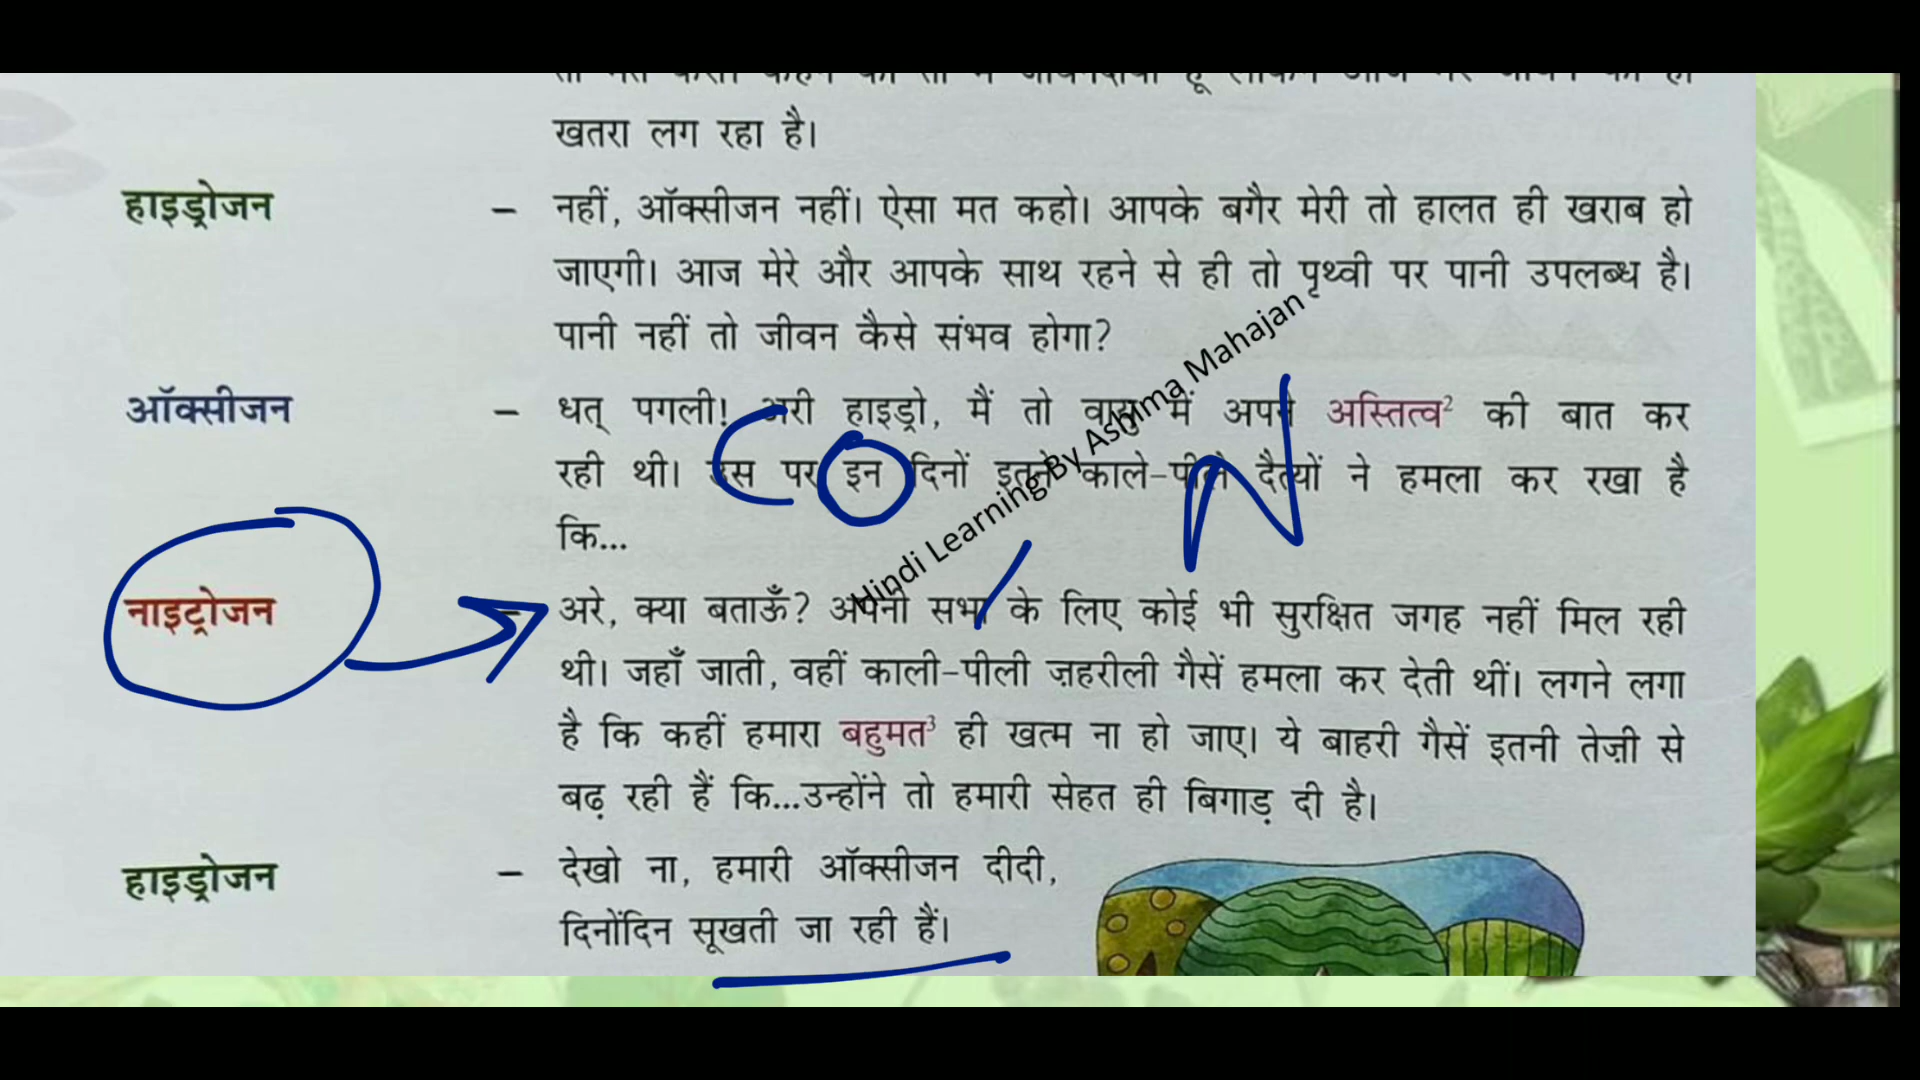 खतरा लग रहा है।
हाइड्रोजन – नहीं, ऑक्सीजन नहीं। ऐसा मत कहो। आपके बगैर मेरी तो हालत ही खराब हो
जाएगी। आज मेरे और आपके साथ रहने से ही तो पृथ्वी पर पानी उपलब्ध है।
पानी नहीं तो जीवन कैसे संभव होगा?
ऑक्सीजन – धत् पगली! अरी हाइड्रो, मैं तो वायु में अपने अस्तित्व² की बात कर
रही थी। उस पर इन दिनों इतने काले-पीले दैत्यों ने हमला कर रखा है
कि...
नाइट्रोजन – अरे, क्या बताऊँ? अपनी सभा के लिए कोई भी सुरक्षित जगह नहीं मिल रही
थी। जहाँ जाती, वहीं काली-पीली ज़हरीली गैसें हमला कर देती थीं। लगने लगा
है कि कहीं हमारा बहुमत³ ही खत्म ना हो जाए। ये बाहरी गैसें इतनी तेज़ी से
बढ़ रही हैं कि...उन्होंने तो हमारी सेहत ही बिगाड़ दी है।
हाइड्रोजन – देखो ना, हमारी ऑक्सीजन दीदी,
दिनोंदिन सूखती जा रही हैं।
Hindi Learning By Ashima Mahajan
CO
N